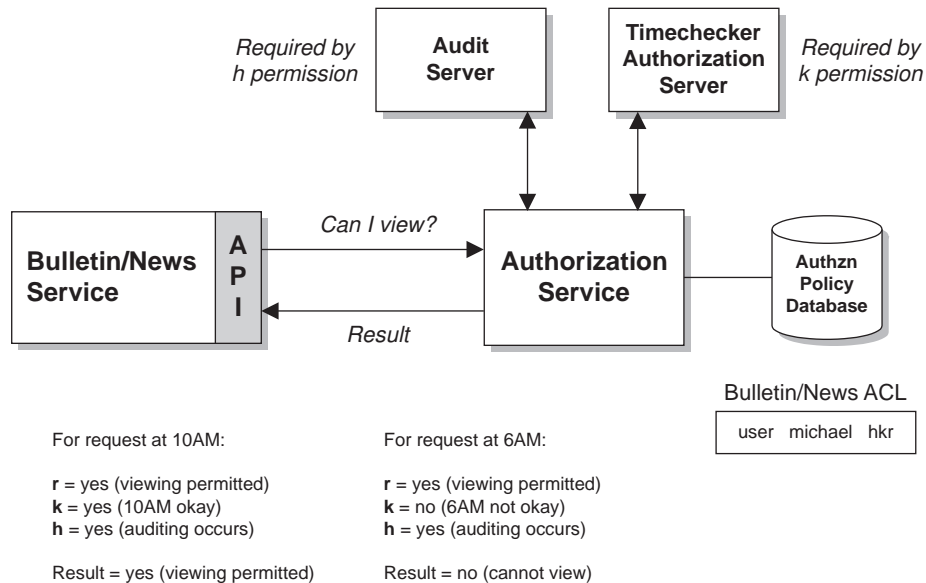 Required by
h permission
Audit
Server
Timechecker
Authorization
Server
Required by
k permission
Bulletin/News
Service
A
P
I
Can I view?
Result
Authorization
Service
Authzn
Policy
Database
Bulletin/News ACL
user michael hkr
For request at 10AM:
r = yes (viewing permitted)
k = yes (10AM okay)
h = yes (auditing occurs)
Result = yes (viewing permitted)
For request at 6AM:
r = yes (viewing permitted)
k = no (6AM not okay)
h = yes (auditing occurs)
Result = no (cannot view)